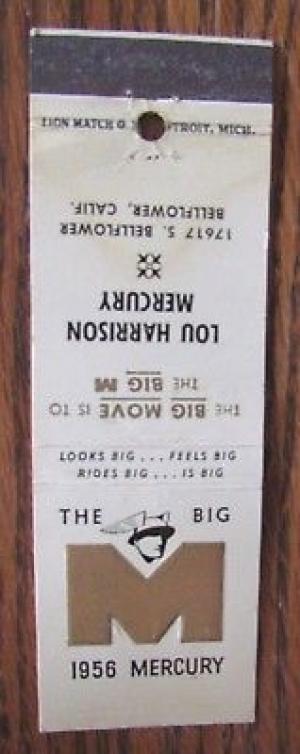 LION MATCH DETROIT, MICH.
THE BIG MOVE IS TO
THE BIG M
LOU HARRISON
MERCURY
17617 S. BELLFLOWER
BELLFLOWER, CALIF.
LOOKS BIG . . . FEELS BIG
RIDES BIG . . . IS BIG
THE BIG
M
1956 MERCURY